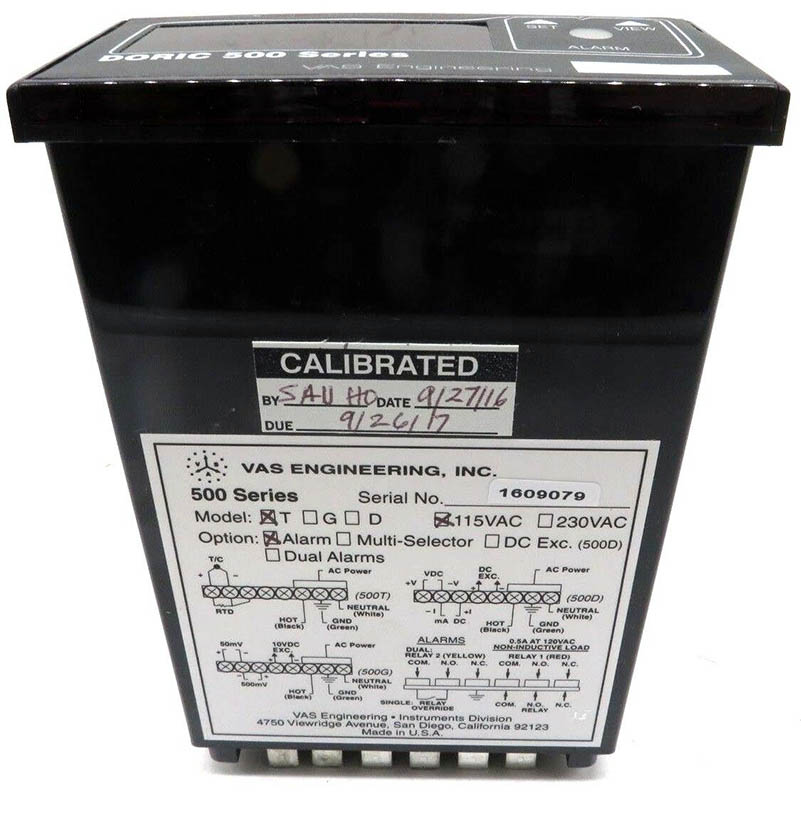 SET VIEW
ALARM
DORIC 500 Series
VAS Engineering
CALIBRATED
BY SAU HO DATE 9/27/16
DUE 9/26/17
VAS ENGINEERING, INC.
500 Series Serial No. 1609079
Model: T G D 115VAC 230VAC
Option: Alarm Multi-Selector DC Exc. (500D)
Dual Alarms
T/C AC Power
+ -
(500T)
RTD
HOT (Black) GND (Green) NEUTRAL (White)
VDC DC EXC. AC Power
+V -V + -
(500D)
-I +I
mA DC
HOT (Black) GND (Green) NEUTRAL (White)
50mV 10VDC EXC. AC Power
+ - + -
(500G)
- +
500mV
HOT (Black) GND (Green) NEUTRAL (White)
ALARMS 0.5A AT 120VAC
NON-INDUCTIVE LOAD
DUAL:
RELAY 2 (YELLOW) RELAY 1 (RED)
COM. N.O. N.C. COM. N.O. N.C.
SINGLE: RELAY OVERRIDE COM. N.O. N.C.
RELAY
VAS Engineering • Instruments Division
4750 Viewridge Avenue, San Diego, California 92123
Made in U.S.A.